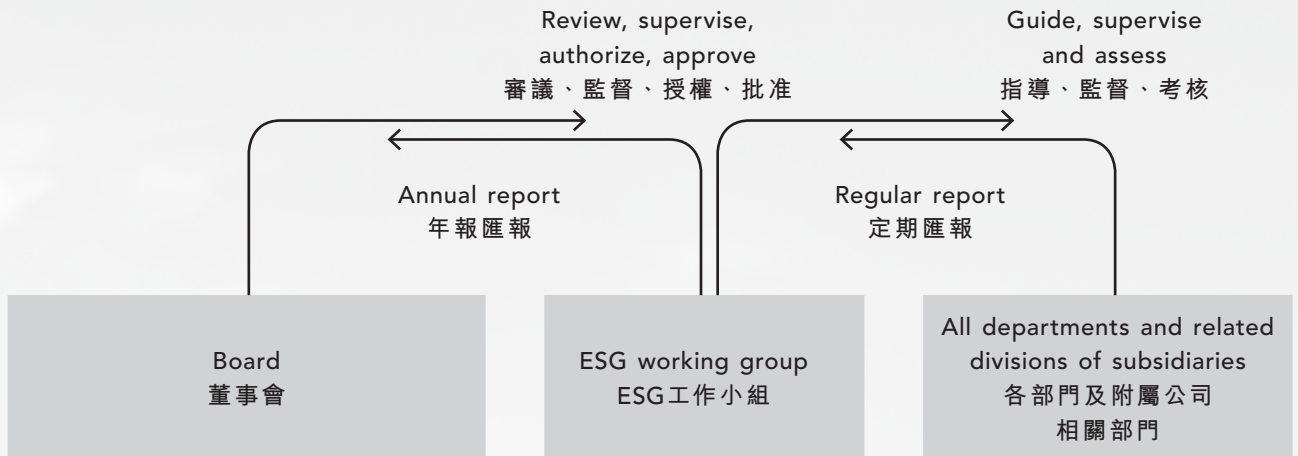 Review, supervise,
authorize, approve
審議、監督、授權、批准
Guide, supervise
and assess
指導、監督、考核
Annual report
年報匯報
Regular report
定期匯報
Board
董事會
ESG working group
ESG工作小組
All departments and related
divisions of subsidiaries
各部門及附屬公司
相關部門